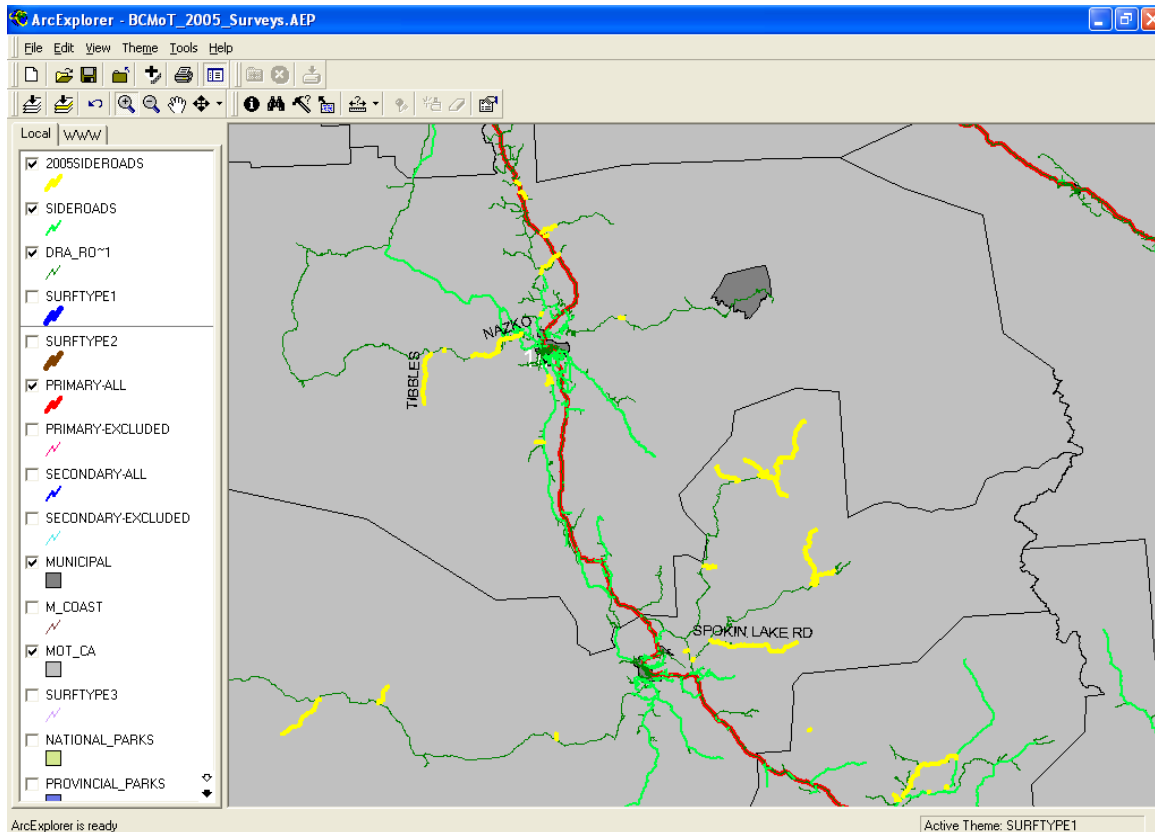 ArcExplorer - BCMoT_2005_Surveys.AEP
File Edit View Theme Tools Help
Local WWW
2005SIDEROADS
SIDEROADS
DRA_RO~1
SURFTYPE1
SURFTYPE2
PRIMARY-ALL
PRIMARY-EXCLUDED
SECONDARY-ALL
SECONDARY-EXCLUDED
MUNICIPAL
M_COAST
MOT_CA
SURFTYPE3
NATIONAL_PARKS
PROVINCIAL_PARKS
NAZKO
TIBBLES
SPOKIN LAKE RD
ArcExplorer is ready
Active Theme: SURFTYPE1